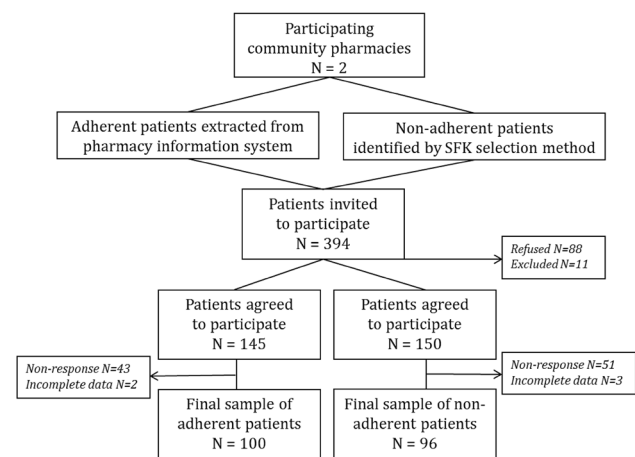 Participating
community pharmacies
N = 2
Adherent patients extracted from
pharmacy information system
Non-adherent patients
identified by SFK selection method
Patients invited
to participate
N = 394
Refused N=88
Excluded N=11
Patients agreed
to participate
N = 145
Patients agreed
to participate
N = 150
Non-response N=43
Incomplete data N=2
Non-response N=51
Incomplete data N=3
Final sample of
adherent patients
N = 100
Final sample of non-
adherent patients
N = 96